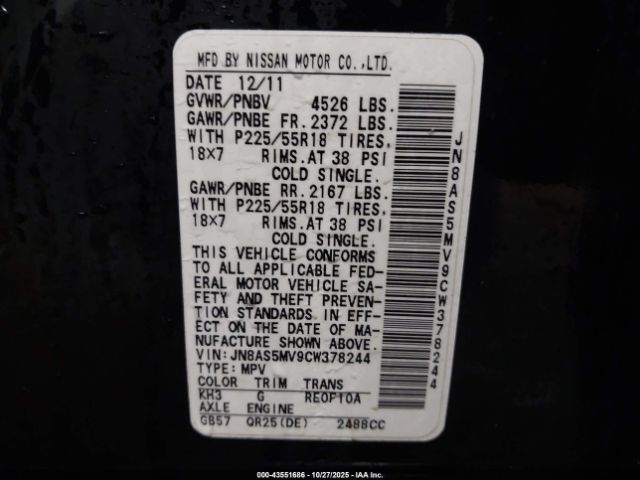 MFD BY NISSAN MOTOR CO.,LTD.
DATE 12/11
GVWR/PNBV 4526 LBS.
GAWR/PNBE FR.2372 LBS.
WITH P225/55R18 TIRES,
18X7 RIMS.AT 38 PSI
COLD SINGLE.
GAWR/PNBE RR.2167 LBS.
WITH P225/55R18 TIRES,
18X7 RIMS.AT 38 PSI
COLD SINGLE.
THIS VEHICLE CONFORMS
TO ALL APPLICABLE FED-
ERAL MOTOR VEHICLE SA-
FETY AND THEFT PREVEN-
TION STANDARDS IN EFF-
ECT ON THE DATE OF MA-
NUFACTURE SHOWN ABOVE.
VIN:JN8AS5MV9CW378244
TYPE:MPV
COLOR TRIM TRANS
KH3 G RE0F10A
AXLE ENGINE
GB57 QR25(DE) 2488CC
JN8AS5MV9CW378244
000-43551686 - 10/27/2025 - Copyright © 2025
IAA Inc.